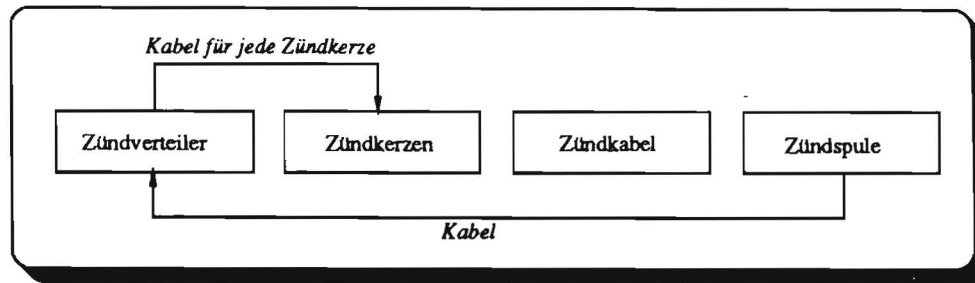 Kabel für jede Zündkerze
Zündverteiler
Zündkerzen
Zündkabel
Zündspule
Kabel